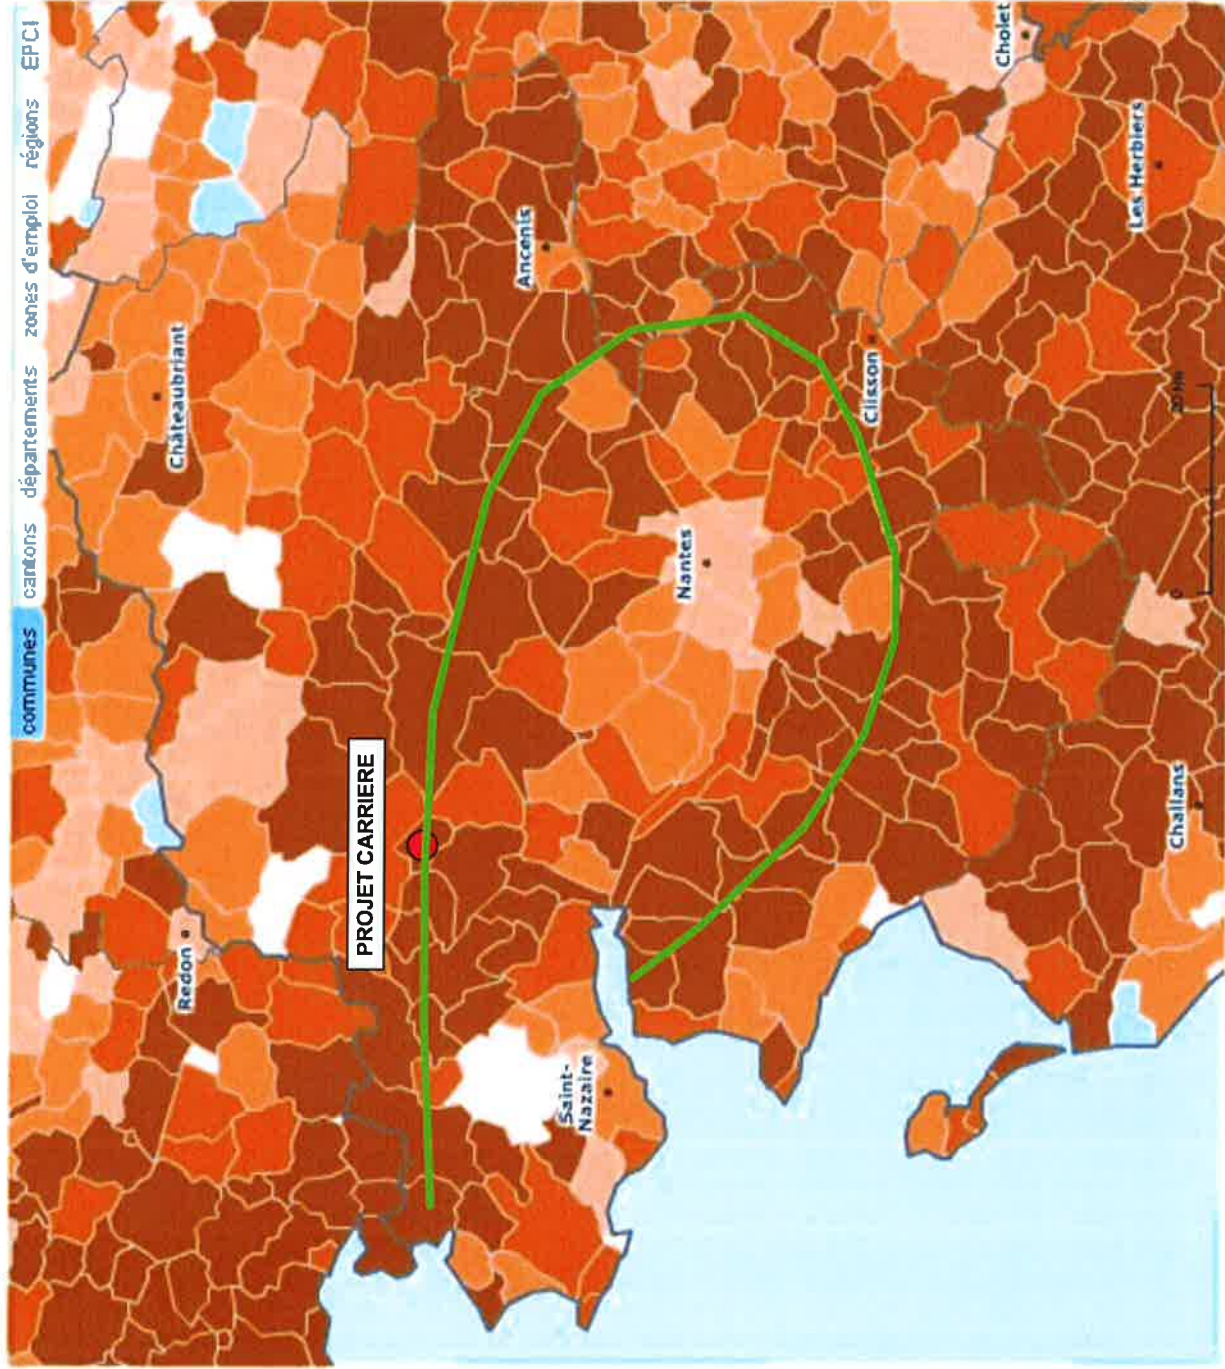 communes cantons départements zones d'emploi régions EPCI
Châteaubriant
Redon
PROJET CARRIERE
Ancenis
Saint-
Nazaire
Nantes
Clisson
Cholet
Les Herbiers
Challans
0